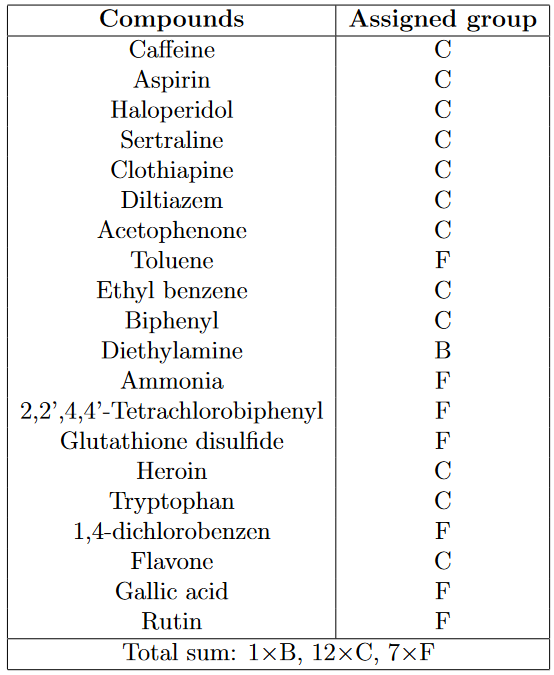 Compounds Assigned group
Caffeine C
Aspirin C
Haloperidol C
Sertraline C
Clothiapine C
Diltiazem C
Acetophenone C
Toluene F
Ethyl benzene C
Biphenyl C
Diethylamine B
Ammonia F
2,2',4,4'-Tetrachlorobiphenyl F
Glutathione disulfide F
Heroin C
Tryptophan C
1,4-dichlorobenzen F
Flavone C
Gallic acid F
Rutin F
Total sum: 1×B, 12×C, 7×F